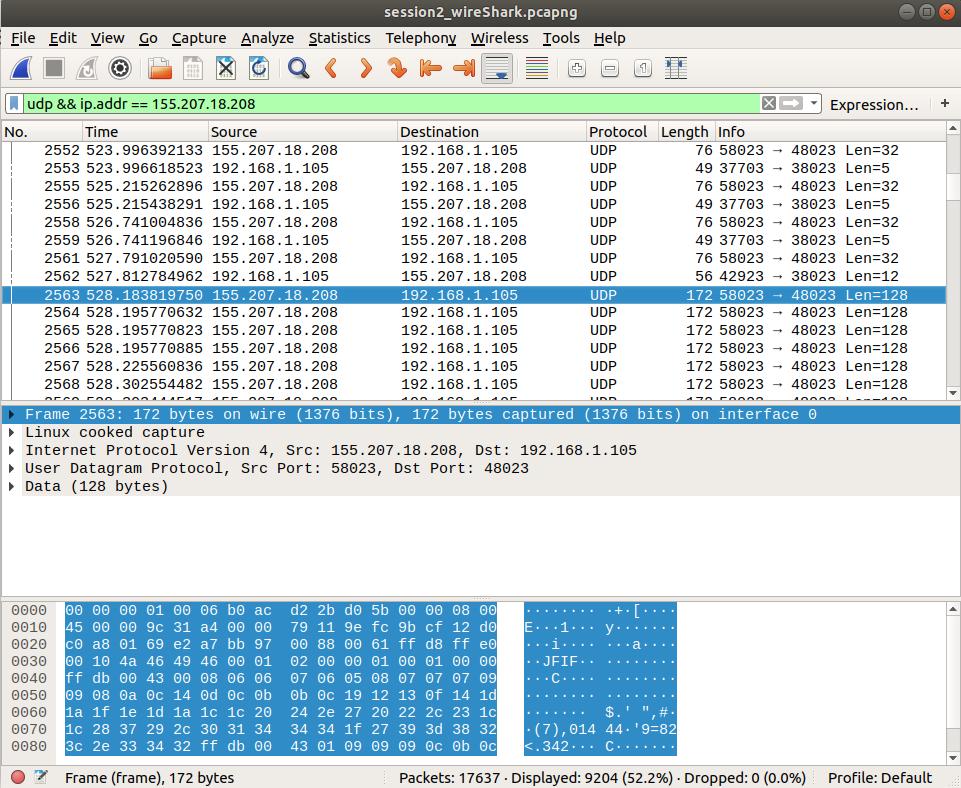 session2_wireShark.pcapng
File Edit View Go Capture Analyze Statistics Telephony Wireless Tools Help
udp && ip.addr == 155.207.18.208 Expression… +
No. Time Source Destination Protocol Length Info
2552 523.996392133 155.207.18.208 192.168.1.105 UDP 76 58023 → 48023 Len=32
2553 523.996618523 192.168.1.105 155.207.18.208 UDP 49 37703 → 38023 Len=5
2555 525.215262896 155.207.18.208 192.168.1.105 UDP 76 58023 → 48023 Len=32
2556 525.215438291 192.168.1.105 155.207.18.208 UDP 49 37703 → 38023 Len=5
2558 526.741004836 155.207.18.208 192.168.1.105 UDP 76 58023 → 48023 Len=32
2559 526.741196846 192.168.1.105 155.207.18.208 UDP 49 37703 → 38023 Len=5
2561 527.791020590 155.207.18.208 192.168.1.105 UDP 76 58023 → 48023 Len=32
2562 527.812784962 192.168.1.105 155.207.18.208 UDP 56 42923 → 38023 Len=12
2563 528.183819750 155.207.18.208 192.168.1.105 UDP 172 58023 → 48023 Len=128
2564 528.195770632 155.207.18.208 192.168.1.105 UDP 172 58023 → 48023 Len=128
2565 528.195770823 155.207.18.208 192.168.1.105 UDP 172 58023 → 48023 Len=128
2566 528.195770885 155.207.18.208 192.168.1.105 UDP 172 58023 → 48023 Len=128
2567 528.225560836 155.207.18.208 192.168.1.105 UDP 172 58023 → 48023 Len=128
2568 528.302554482 155.207.18.208 192.168.1.105 UDP 172 58023 → 48023 Len=128
Frame 2563: 172 bytes on wire (1376 bits), 172 bytes captured (1376 bits) on interface 0
Linux cooked capture
Internet Protocol Version 4, Src: 155.207.18.208, Dst: 192.168.1.105
User Datagram Protocol, Src Port: 58023, Dst Port: 48023
Data (128 bytes)
0000 00 00 00 01 00 06 b0 ac d2 2b d0 5b 00 00 08 00 ········ ·+·[····
0010 45 00 00 9c 31 a4 00 00 79 11 9e fc 9b cf 12 d0 E···1··· y·······
0020 c0 a8 01 69 e2 a7 bb 97 00 88 00 61 ff d8 ff e0 ···i···· ···a····
0030 00 10 4a 46 49 46 00 01 02 00 00 01 00 01 00 00 ··JFIF·· ········
0040 ff db 00 43 00 08 06 06 07 06 05 08 07 07 07 09 ···C···· ········
0050 09 08 0a 0c 14 0d 0c 0b 0b 0c 19 12 13 0f 14 1d ········ ········
0060 1a 1f 1e 1d 1a 1c 1c 20 24 2e 27 20 22 2c 23 1c ······· $.' ",#·
0070 1c 28 37 29 2c 30 31 34 34 34 1f 27 39 3d 38 32 ·(7),014 44·'9=82
0080 3c 2e 33 34 32 ff db 00 43 01 09 09 09 0c 0b 0c <.342··· C·······
Frame (frame), 172 bytes Packets: 17637 · Displayed: 9204 (52.2%) · Dropped: 0 (0.0%) Profile: Default